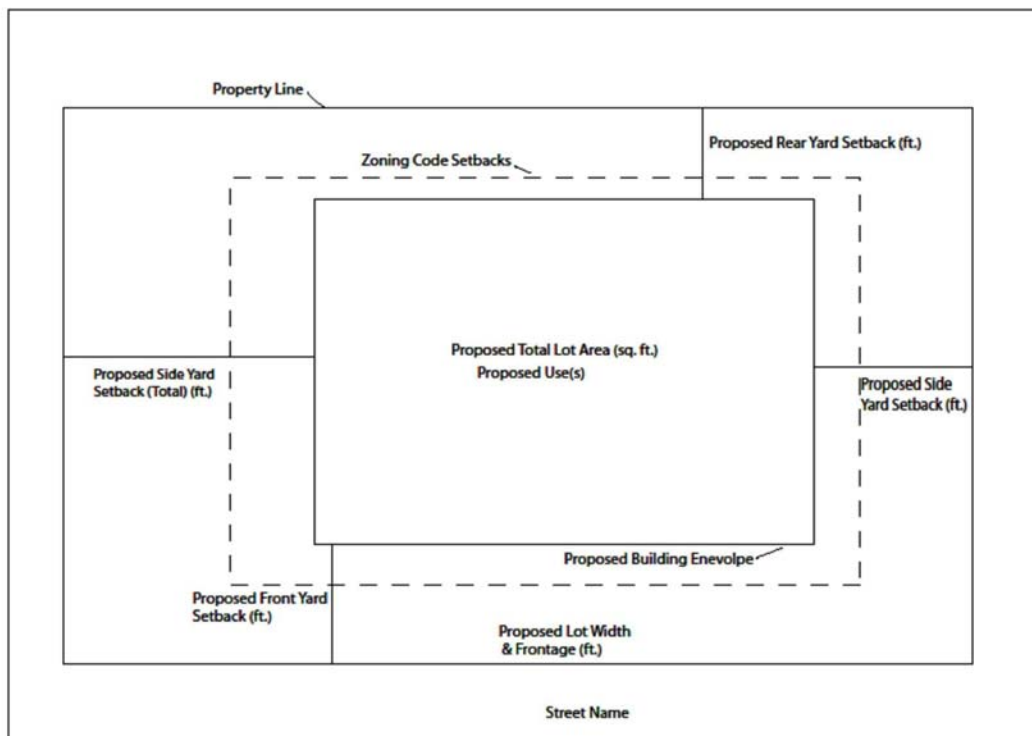 Property Line
Proposed Rear Yard Setback (ft.)
Zoning Code Setbacks
Proposed Total Lot Area (sq. ft.)
Proposed Use(s)
Proposed Side Yard
Setback (Total) (ft.)
Proposed Side
Yard Setback (ft.)
Proposed Building Enevolpe
Proposed Front Yard
Setback (ft.)
Proposed Lot Width
& Frontage (ft.)
Street Name